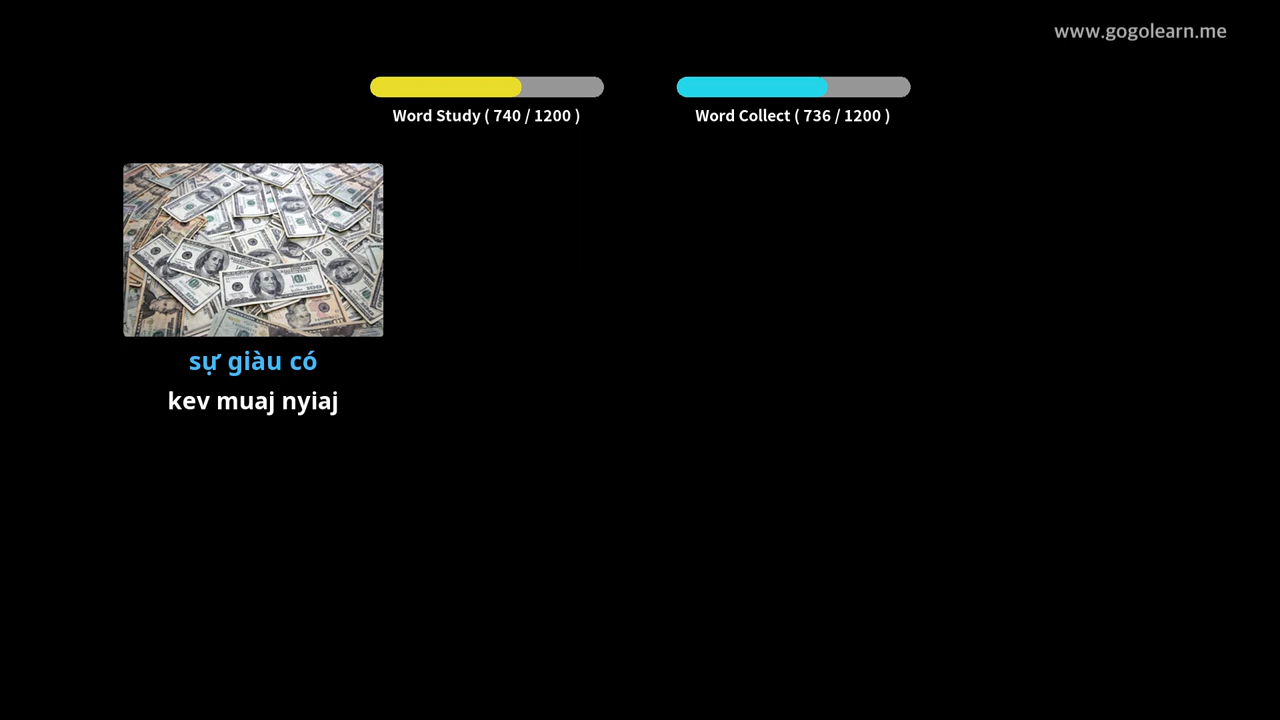 www.gogolearn.me
Word Study ( 740 / 1200 )
Word Collect ( 736 / 1200 )
sự giàu có
kev muaj nyiaj